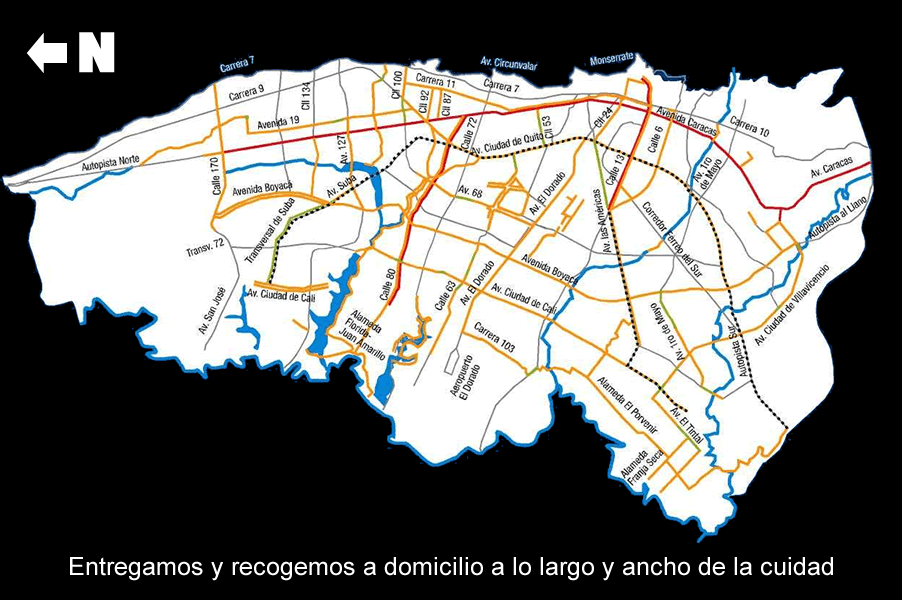 N
Carrera 7
Av. Circunvalar
Monserrate
Carrera 9
Cll 134
Cll 100
Carrera 11
Carrera 7
Cll 92
Cll 87
Avenida 19
Av. 127
Calle 72
Av. Ciudad de Quito
Cll 53
Cll 24
Calle 6
Avenida Caracas
Carrera 10
Autopista Norte
Calle 170
Avenida Boyaca
Av. Suba
Av. 68
Av. El Dorado
Calle 13
Av. 1ro
de Mayo
Av. Caracas
Transversal de Suba
Av. las Américas
Corredor Ferreo del Sur
Autopista al Llano
Transv. 72
Avenida Boyaca
Av. El Dorado
Av. Ciudad de Cali
Calle 80
Calle 63
Av. Ciudad de Cali
Av. San José
Alameda
Florida-
Juan Amarillo
Carrera 103
Aeropuerto
El Dorado
Av. 1ro de Mayo
Autopista Sur
Av. Ciudad de Villavicencio
Alameda El Porvenir
Av. El Tintal
Alameda
Franja Seca
Entregamos y recogemos a domicilio a lo largo y ancho de la cuidad